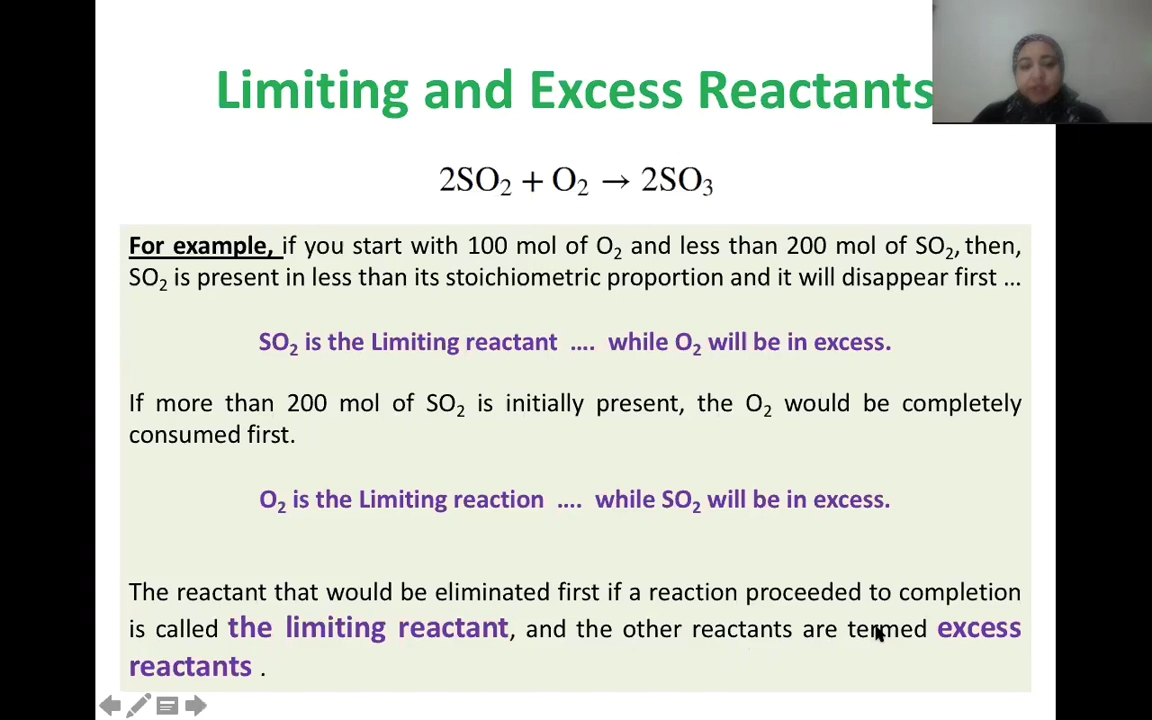 Limiting and Excess Reactants
2SO₂ + O₂ → 2SO₃
For example, if you start with 100 mol of O₂ and less than 200 mol of SO₂, then,
SO₂ is present in less than its stoichiometric proportion and it will disappear first ...
SO₂ is the Limiting reactant .... while O₂ will be in excess.
If more than 200 mol of SO₂ is initially present, the O₂ would be completely
consumed first.
O₂ is the Limiting reaction .... while SO₂ will be in excess.
The reactant that would be eliminated first if a reaction proceeded to completion
is called the limiting reactant, and the other reactants are termed excess
reactants .